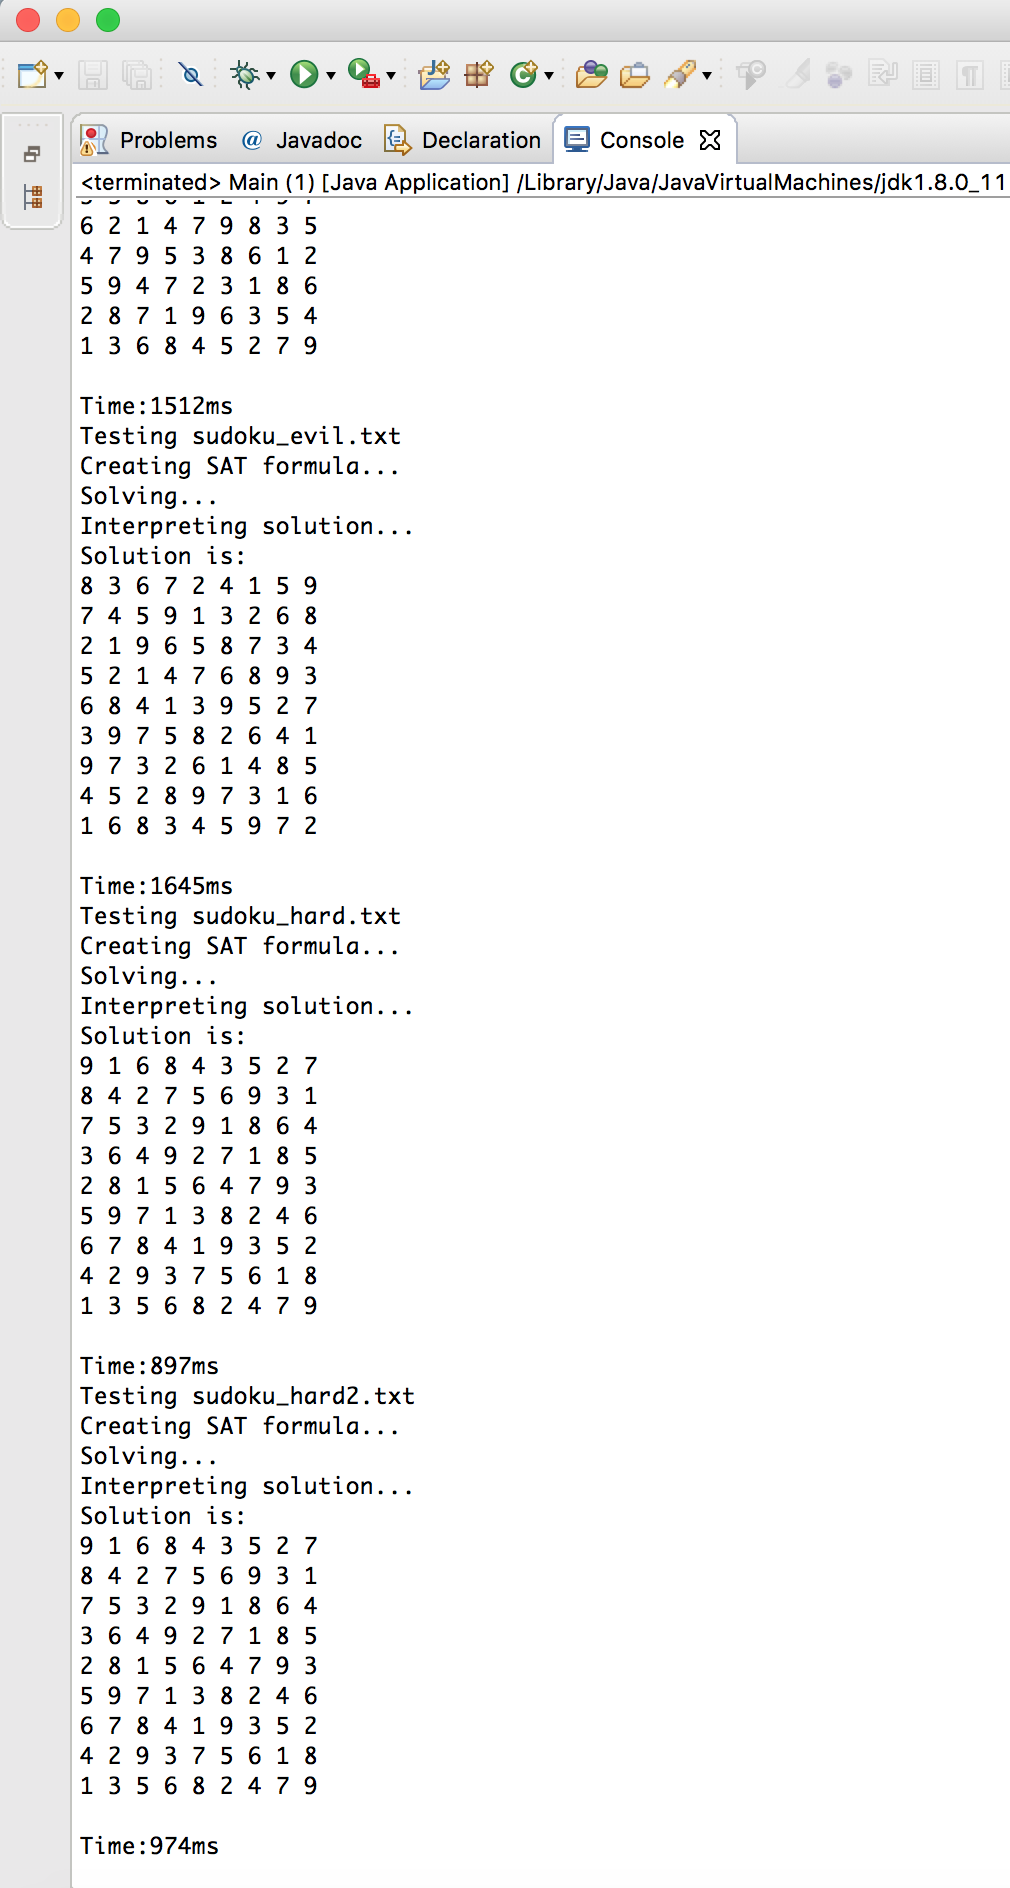 Problems @ Javadoc Declaration Console
<terminated> Main (1) [Java Application] /Library/Java/JavaVirtualMachines/jdk1.8.0_11
6 2 1 4 7 9 8 3 5
4 7 9 5 3 8 6 1 2
5 9 4 7 2 3 1 8 6
2 8 7 1 9 6 3 5 4
1 3 6 8 4 5 2 7 9
Time:1512ms
Testing sudoku_evil.txt
Creating SAT formula...
Solving...
Interpreting solution...
Solution is:
8 3 6 7 2 4 1 5 9
7 4 5 9 1 3 2 6 8
2 1 9 6 5 8 7 3 4
5 2 1 4 7 6 8 9 3
6 8 4 1 3 9 5 2 7
3 9 7 5 8 2 6 4 1
9 7 3 2 6 1 4 8 5
4 5 2 8 9 7 3 1 6
1 6 8 3 4 5 9 7 2
Time:1645ms
Testing sudoku_hard.txt
Creating SAT formula...
Solving...
Interpreting solution...
Solution is:
9 1 6 8 4 3 5 2 7
8 4 2 7 5 6 9 3 1
7 5 3 2 9 1 8 6 4
3 6 4 9 2 7 1 8 5
2 8 1 5 6 4 7 9 3
5 9 7 1 3 8 2 4 6
6 7 8 4 1 9 3 5 2
4 2 9 3 7 5 6 1 8
1 3 5 6 8 2 4 7 9
Time:897ms
Testing sudoku_hard2.txt
Creating SAT formula...
Solving...
Interpreting solution...
Solution is:
9 1 6 8 4 3 5 2 7
8 4 2 7 5 6 9 3 1
7 5 3 2 9 1 8 6 4
3 6 4 9 2 7 1 8 5
2 8 1 5 6 4 7 9 3
5 9 7 1 3 8 2 4 6
6 7 8 4 1 9 3 5 2
4 2 9 3 7 5 6 1 8
1 3 5 6 8 2 4 7 9
Time:974ms